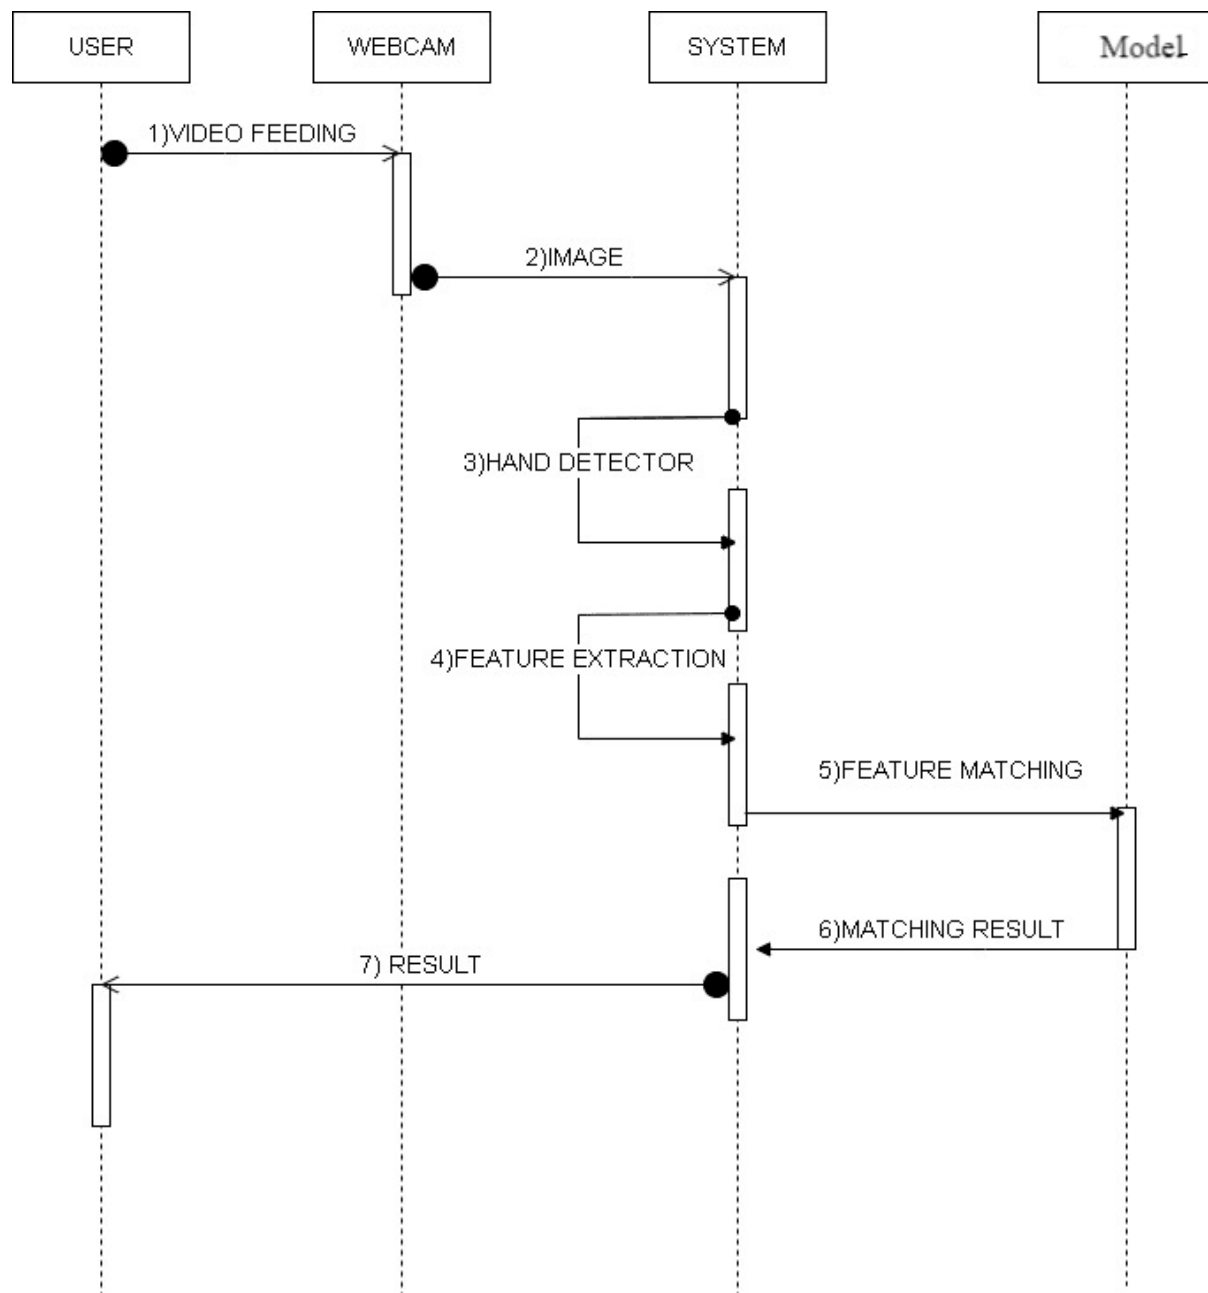 USER
WEBCAM
SYSTEM
Model
1)VIDEO FEEDING
2)IMAGE
3)HAND DETECTOR
4)FEATURE EXTRACTION
5)FEATURE MATCHING
6)MATCHING RESULT
7) RESULT